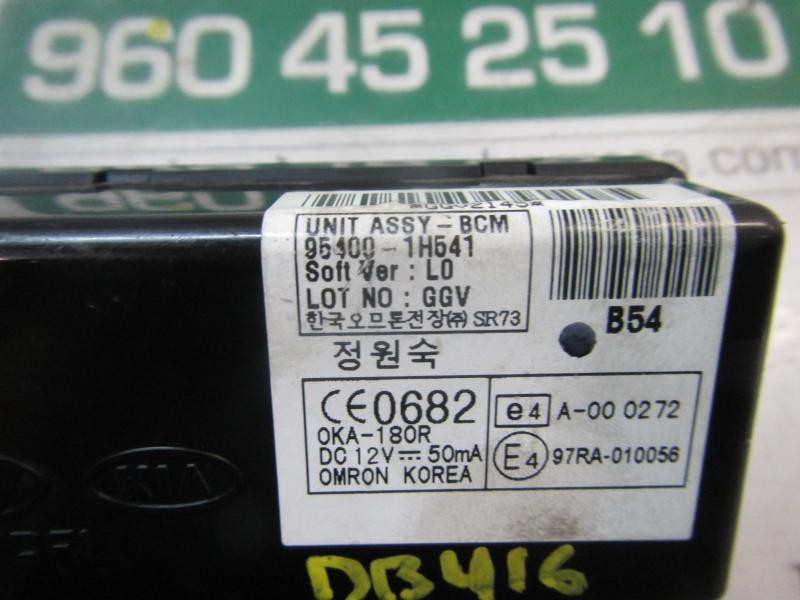 960 45 25 10
UNIT ASSY-BCM
95400-1H541
Soft Ver : L0
LOT NO : GGV
한국오므론전장(주) SR73
B54
정원숙
CE0682
OKA-180R
DC 12V 50mA
OMRON KOREA
e4 A-00 0272
E4 97RA-010056
KIA
DB416